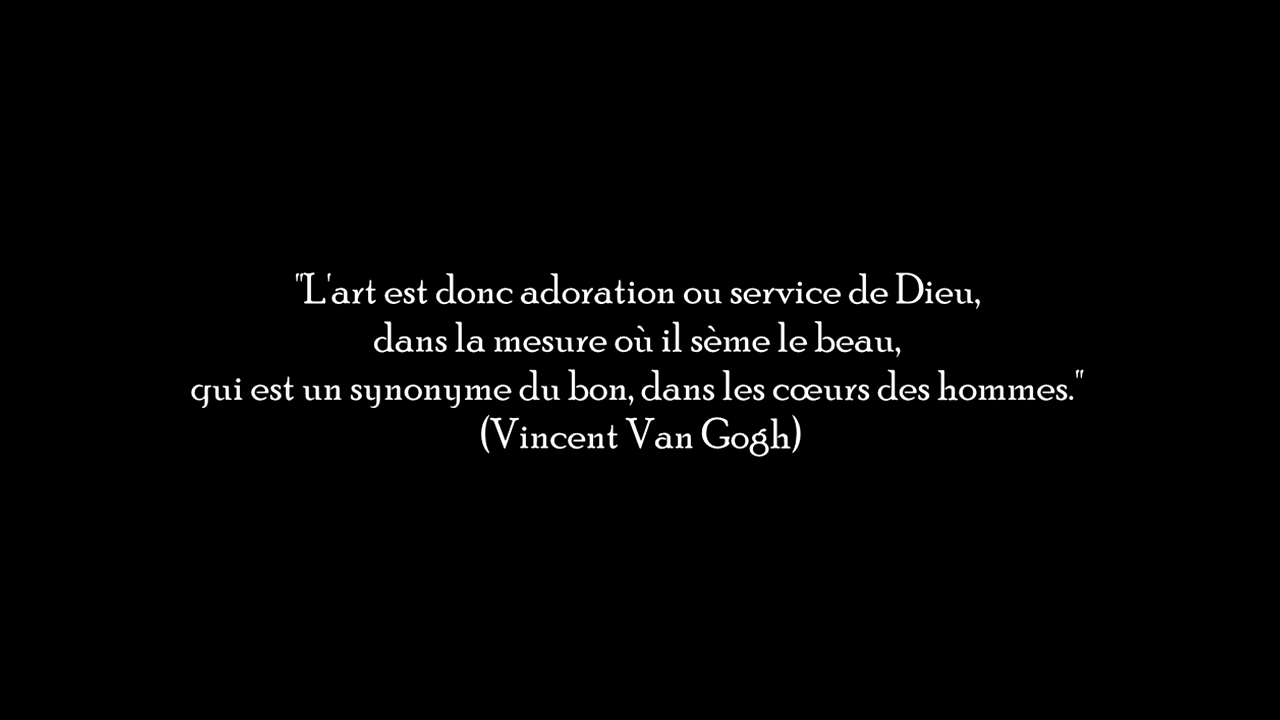 "L'art est donc adoration ou service de Dieu,
dans la mesure où il sème le beau,
qui est un synonyme du bon, dans les cœurs des hommes."
(Vincent Van Gogh)